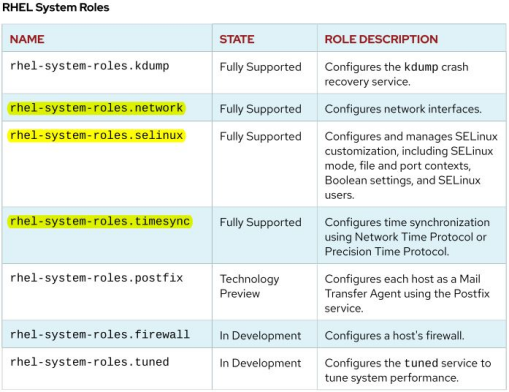 RHEL System Roles
NAME STATE ROLE DESCRIPTION
rhel-system-roles.kdump Fully Supported Configures the kdump crash
recovery service.
rhel-system-roles.network Fully Supported Configures network interfaces.
rhel-system-roles.selinux Fully Supported Configures and manages SELinux
customization, including SELinux
mode, file and port contexts,
Boolean settings, and SELinux
users.
rhel-system-roles.timesync Fully Supported Configures time synchronization
using Network Time Protocol or
Precision Time Protocol.
rhel-system-roles.postfix Technology Configures each host as a Mail
Preview Transfer Agent using the Postfix
service.
rhel-system-roles.firewall In Development Configures a host's firewall.
rhel-system-roles.tuned In Development Configures the tuned service to
tune system performance.